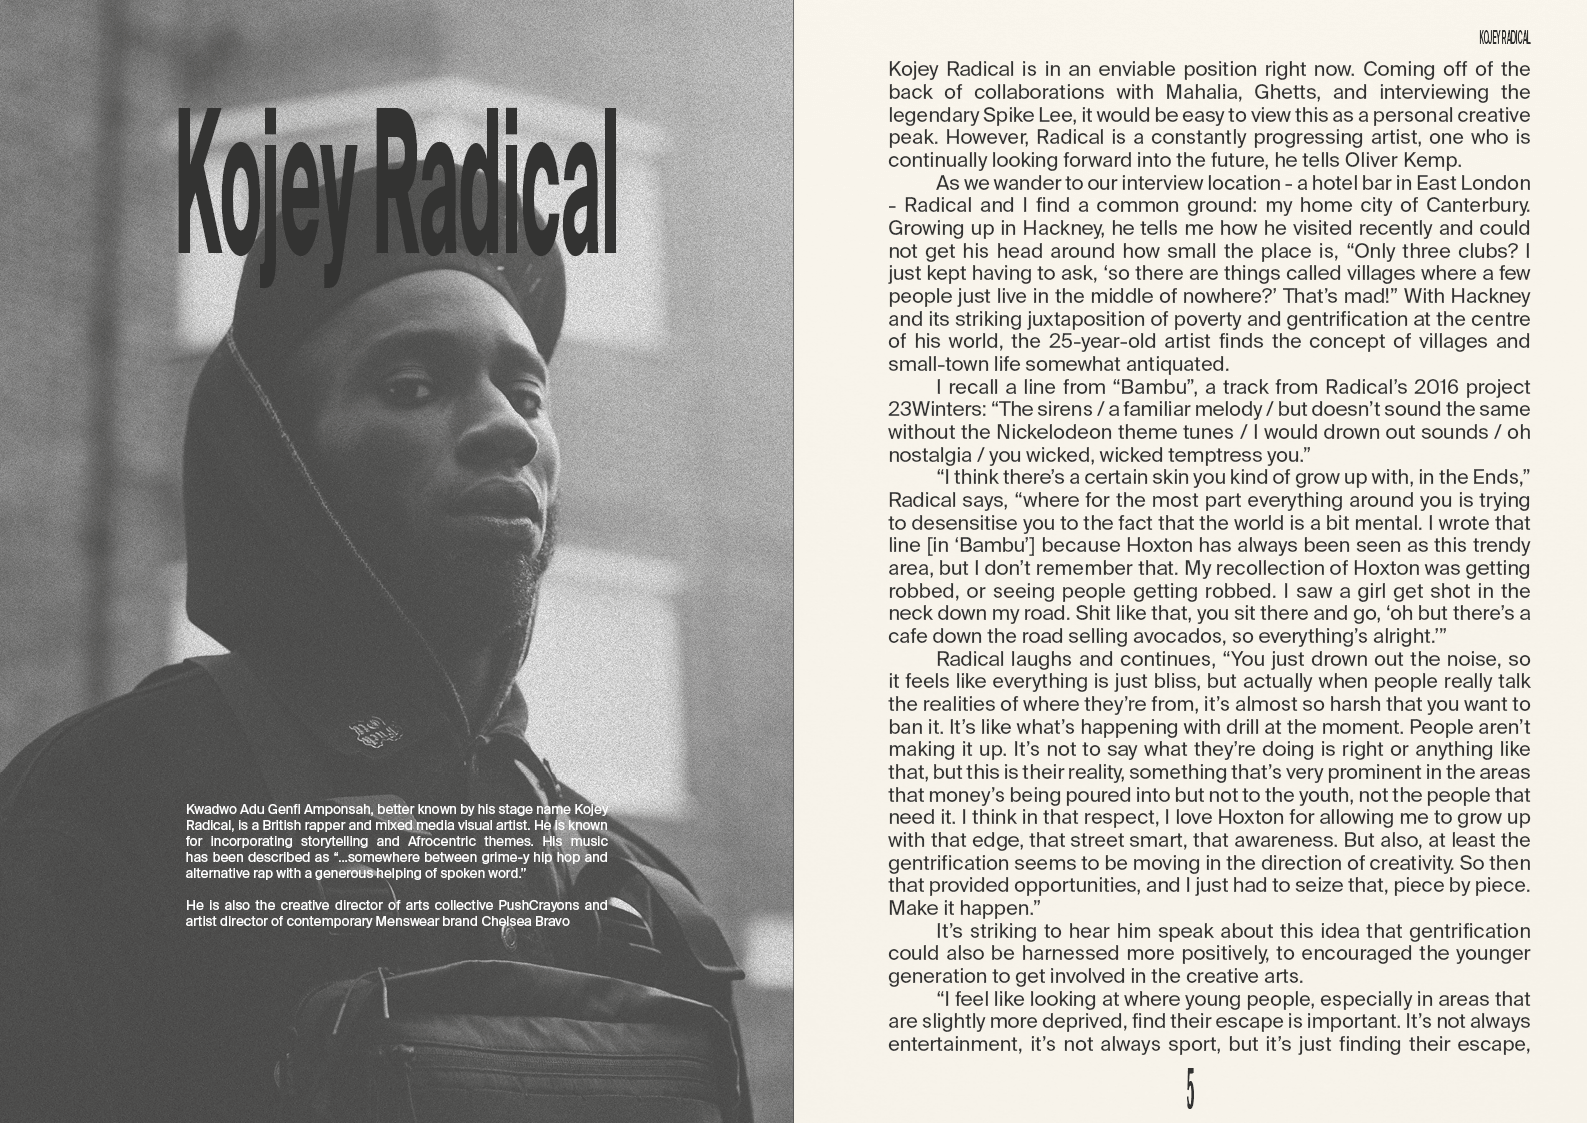 Kojey Radical
Kwadwo Adu Genfi Amponsah, better known by his stage name Kojey
Radical, is a British rapper and mixed media visual artist. He is known
for incorporating storytelling and Afrocentric themes. His music
has been described as “...somewhere between grime-y hip hop and
alternative rap with a generous helping of spoken word.”
He is also the creative director of arts collective PushCrayons and
artist director of contemporary Menswear brand Chelsea Bravo
KOJEY RADICAL
Kojey Radical is in an enviable position right now. Coming off of the
back of collaborations with Mahalia, Ghetts, and interviewing the
legendary Spike Lee, it would be easy to view this as a personal creative
peak. However, Radical is a constantly progressing artist, one who is
continually looking forward into the future, he tells Oliver Kemp.
As we wander to our interview location - a hotel bar in East London
- Radical and I find a common ground: my home city of Canterbury.
Growing up in Hackney, he tells me how he visited recently and could
not get his head around how small the place is, “Only three clubs? I
just kept having to ask, ‘so there are things called villages where a few
people just live in the middle of nowhere?’ That’s mad!” With Hackney
and its striking juxtaposition of poverty and gentrification at the centre
of his world, the 25-year-old artist finds the concept of villages and
small-town life somewhat antiquated.
I recall a line from “Bambu”, a track from Radical’s 2016 project
23Winters: “The sirens / a familiar melody / but doesn’t sound the same
without the Nickelodeon theme tunes / I would drown out sounds / oh
nostalgia / you wicked, wicked temptress you.”
“I think there’s a certain skin you kind of grow up with, in the Ends,”
Radical says, “where for the most part everything around you is trying
to desensitise you to the fact that the world is a bit mental. I wrote that
line [in ‘Bambu’] because Hoxton has always been seen as this trendy
area, but I don’t remember that. My recollection of Hoxton was getting
robbed, or seeing people getting robbed. I saw a girl get shot in the
neck down my road. Shit like that, you sit there and go, ‘oh but there’s a
cafe down the road selling avocados, so everything’s alright.’”
Radical laughs and continues, “You just drown out the noise, so
it feels like everything is just bliss, but actually when people really talk
the realities of where they’re from, it’s almost so harsh that you want to
ban it. It’s like what’s happening with drill at the moment. People aren’t
making it up. It’s not to say what they’re doing is right or anything like
that, but this is their reality, something that’s very prominent in the areas
that money’s being poured into but not to the youth, not the people that
need it. I think in that respect, I love Hoxton for allowing me to grow up
with that edge, that street smart, that awareness. But also, at least the
gentrification seems to be moving in the direction of creativity. So then
that provided opportunities, and I just had to seize that, piece by piece.
Make it happen.”
It’s striking to hear him speak about this idea that gentrification
could also be harnessed more positively, to encouraged the younger
generation to get involved in the creative arts.
“I feel like looking at where young people, especially in areas that
are slightly more deprived, find their escape is important. It’s not always
entertainment, it’s not always sport, but it’s just finding their escape,
5